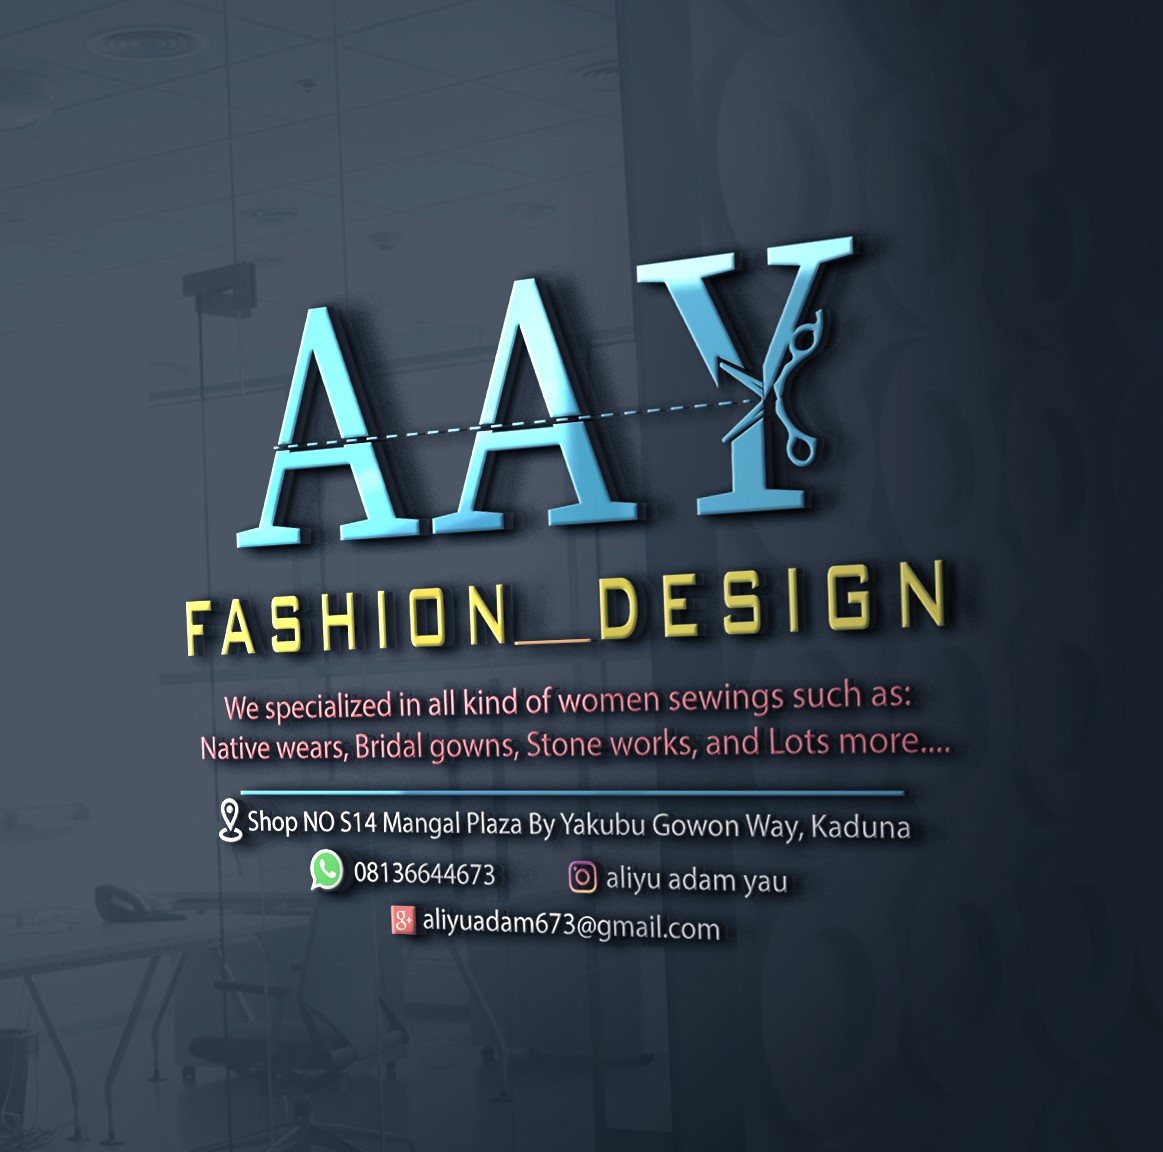 AAY
FASHION_DESIGN
We specialized in all kind of women sewings such as:
Native wears, Bridal gowns, Stone works, and Lots more....
Shop NO S14 Mangal Plaza By Yakubu Gowon Way, Kaduna
08136644673 aliyu adam yau
g+ aliyuadam673@gmail.com